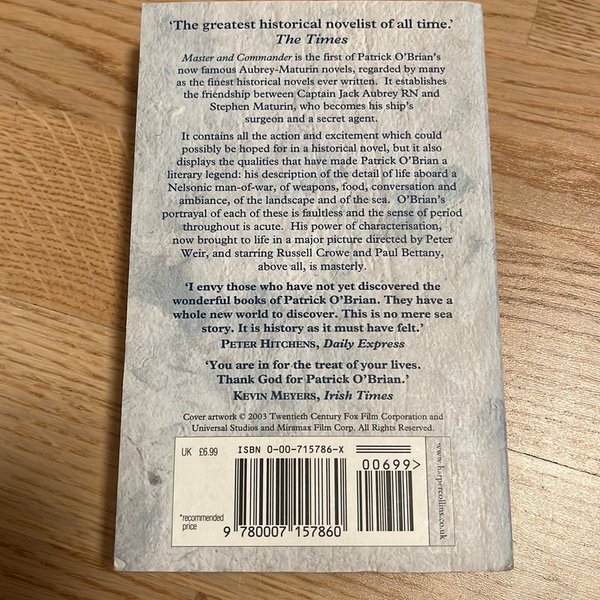 ‘The greatest historical novelist of all time.’
The Times
Master and Commander is the first of Patrick O’Brian’s
now famous Aubrey-Maturin novels, regarded by many
as the finest historical novels ever written. It establishes
the friendship between Captain Jack Aubrey RN and
Stephen Maturin, who becomes his ship’s
surgeon and a secret agent.
It contains all the action and excitement which could
possibly be hoped for in a historical novel, but it also
displays the qualities that have made Patrick O’Brian a
literary legend: his description of the detail of life aboard a
Nelsonic man-of-war, of weapons, food, conversation and
ambiance, of the landscape and of the sea. O’Brian’s
portrayal of each of these is faultless and the sense of period
throughout is acute. His power of characterisation,
now brought to life in a major picture directed by Peter
Weir, and starring Russell Crowe and Paul Bettany,
above all, is masterly.
‘I envy those who have not yet discovered the
wonderful books of Patrick O’Brian. They have a
whole new world to discover. This is no mere sea
story. It is history as it must have felt.’
PETER HITCHENS, Daily Express
‘You are in for the treat of your lives.
Thank God for Patrick O’Brian.’
KEVIN MEYERS, Irish Times
Cover artwork © 2003 Twentieth Century Fox Film Corporation and
Universal Studios and Miramax Film Corp. All Rights Reserved.
UK £6.99
ISBN 0-00-715786-X
00699>
*recommended
price
9 780007 157860
www.harpercollins.co.uk